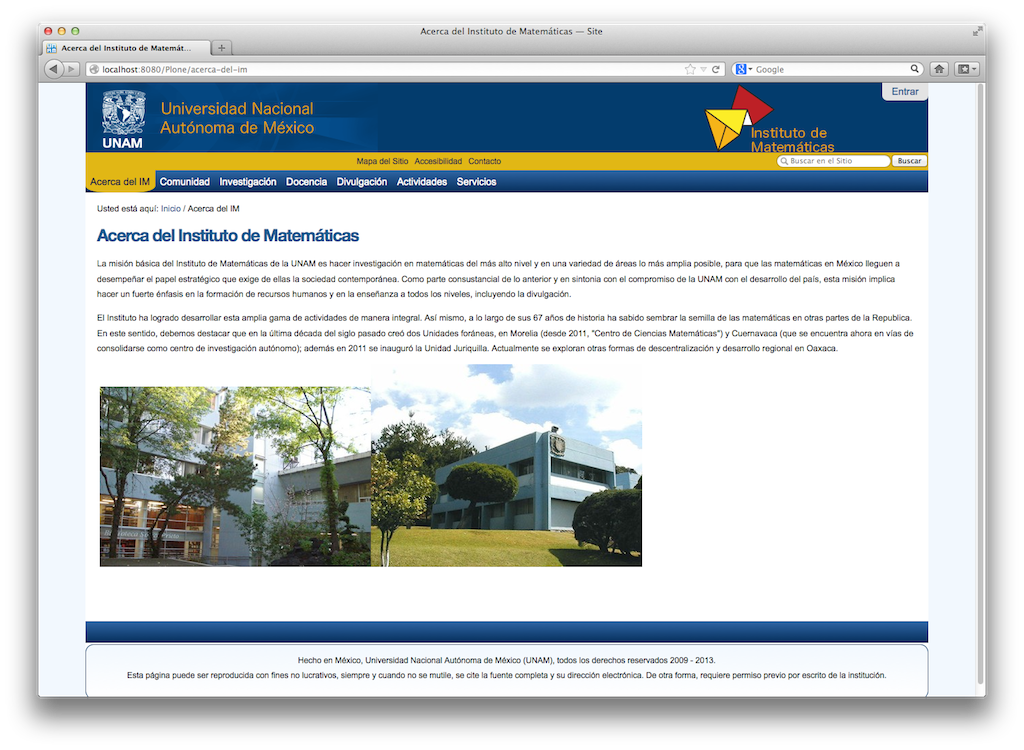 Acerca del Instituto de Matemáticas — Site
Acerca del Instituto de Matemát...
localhost:8080/Plone/acerca-del-im
Google
Entrar
UNAM
Universidad Nacional
Autónoma de México
Instituto de
Matemáticas
Mapa del Sitio Accesibilidad Contacto
Buscar en el Sitio
Buscar
Acerca del IM Comunidad Investigación Docencia Divulgación Actividades Servicios
Usted está aquí: Inicio / Acerca del IM
Acerca del Instituto de Matemáticas
La misión básica del Instituto de Matemáticas de la UNAM es hacer investigación en matemáticas del más alto nivel y en una variedad de áreas lo más amplia posible, para que las matemáticas en México lleguen a
desempeñar el papel estratégico que exige de ellas la sociedad contemporánea. Como parte consustancial de lo anterior y en sintonia con el compromiso de la UNAM con el desarrollo del país, esta misión implica
hacer un fuerte énfasis en la formación de recursos humanos y en la enseñanza a todos los niveles, incluyendo la divulgación.
El Instituto ha logrado desarrollar esta amplia gama de actividades de manera integral. Así mismo, a lo largo de sus 67 años de historia ha sabido sembrar la semilla de las matemáticas en otras partes de la Republica.
En este sentido, debemos destacar que en la última década del siglo pasado creó dos Unidades foráneas, en Morelia (desde 2011, "Centro de Ciencias Matemáticas") y Cuernavaca (que se encuentra ahora en vías de
consolidarse como centro de investigación autónomo); además en 2011 se inauguró la Unidad Juriquilla. Actualmente se exploran otras formas de descentralización y desarrollo regional en Oaxaca.
Hecho en México, Universidad Nacional Autónoma de México (UNAM), todos los derechos reservados 2009 - 2013.
Esta página puede ser reproducida con fines no lucrativos, siempre y cuando no se mutile, se cite la fuente completa y su dirección electrónica. De otra forma, requiere permiso previo por escrito de la institución.